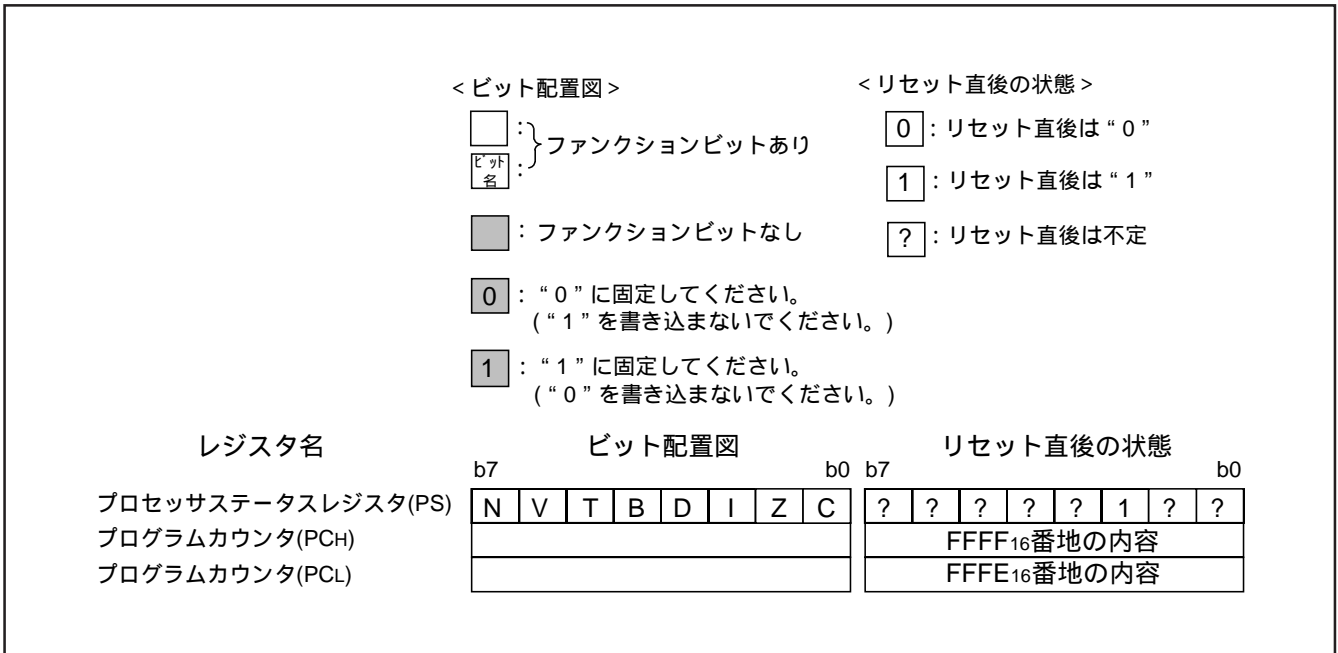 <ビット配置図>
:
ビット
名
:
ファンクションビットあり
:ファンクションビットなし
0 :“0”に固定してください。
(“1”を書き込まないでください。)
1 :“1”に固定してください。
(“0”を書き込まないでください。)
<リセット直後の状態>
0 :リセット直後は“0”
1 :リセット直後は“1”
? :リセット直後は不定
レジスタ名 ビット配置図 リセット直後の状態
b7 b0 b7 b0
プロセッサステータスレジスタ(PS) N V T B D I Z C ? ? ? ? ? 1 ? ?
プログラムカウンタ(PCH) FFFF16番地の内容
プログラムカウンタ(PCL) FFFE16番地の内容